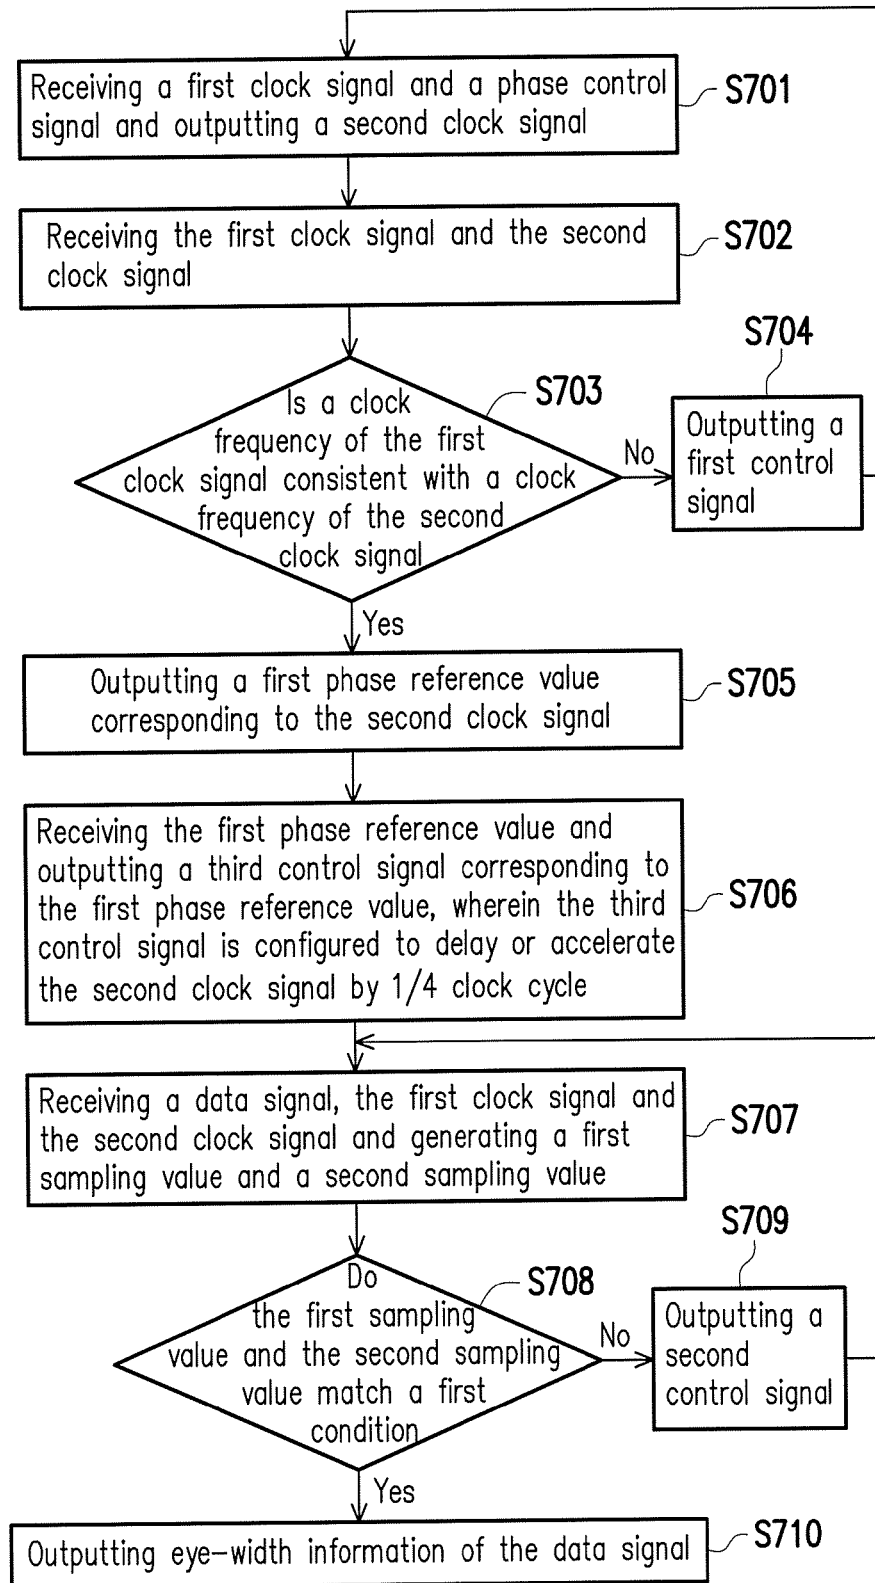 Receiving a first clock signal and a phase control
signal and outputting a second clock signal
S701
Receiving the first clock signal and the second
clock signal
S702
Is a clock
frequency of the first
clock signal consistent with a clock
frequency of the second
clock signal
S703
No
S704
Outputting a
first control
signal
Yes
Outputting a first phase reference value
corresponding to the second clock signal
S705
Receiving the first phase reference value and
outputting a third control signal corresponding to
the first phase reference value, wherein the third
control signal is configured to delay or accelerate
the second clock signal by 1/4 clock cycle
S706
Receiving a data signal, the first clock signal and
the second clock signal and generating a first
sampling value and a second sampling value
S707
Do
the first sampling
value and the second sampling
value match a first
condition
S708
No
S709
Outputting a
second
control signal
Yes
Outputting eye-width information of the data signal
S710